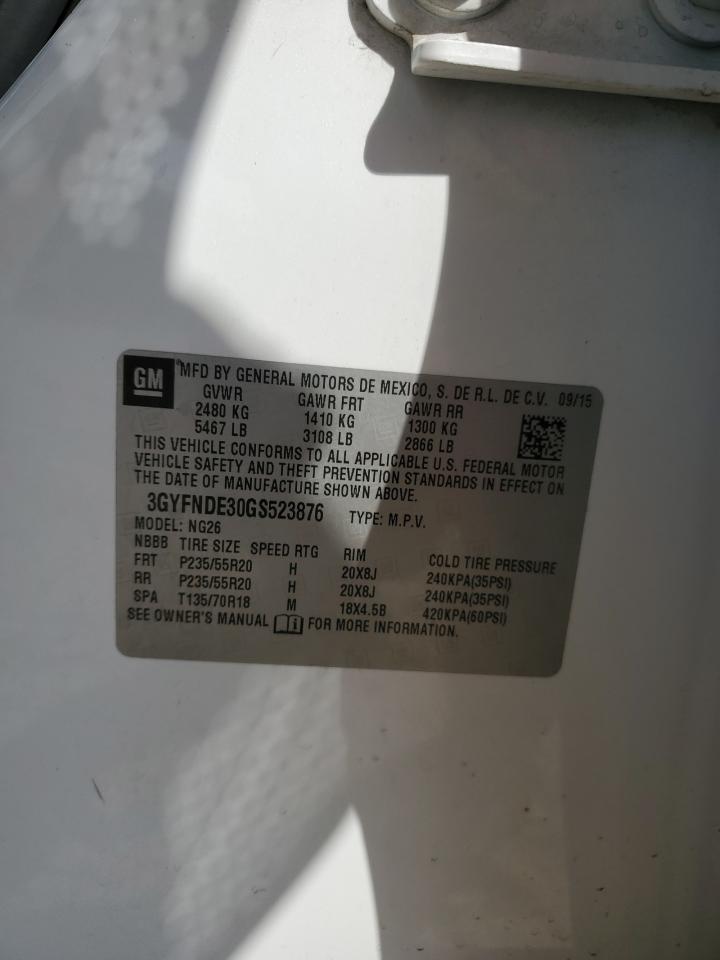 GM
® MFD BY GENERAL MOTORS DE MEXICO, S. DE R.L. DE C.V. 09/15
GVWR GAWR FRT GAWR RR
2480 KG 1410 KG 1300 KG
5467 LB 3108 LB 2866 LB
THIS VEHICLE CONFORMS TO ALL APPLICABLE U.S. FEDERAL MOTOR
VEHICLE SAFETY AND THEFT PREVENTION STANDARDS IN EFFECT ON
THE DATE OF MANUFACTURE SHOWN ABOVE.
3GYFNDE30GS523876 TYPE: M.P.V.
MODEL: NG26
NBBB TIRE SIZE SPEED RTG RIM COLD TIRE PRESSURE
FRT P235/55R20 H 20X8J 240KPA(35PSI)
RR P235/55R20 H 20X8J 240KPA(35PSI)
SPA T135/70R18 M 18X4.5B 420KPA(60PSI)
SEE OWNER'S MANUAL i FOR MORE INFORMATION.